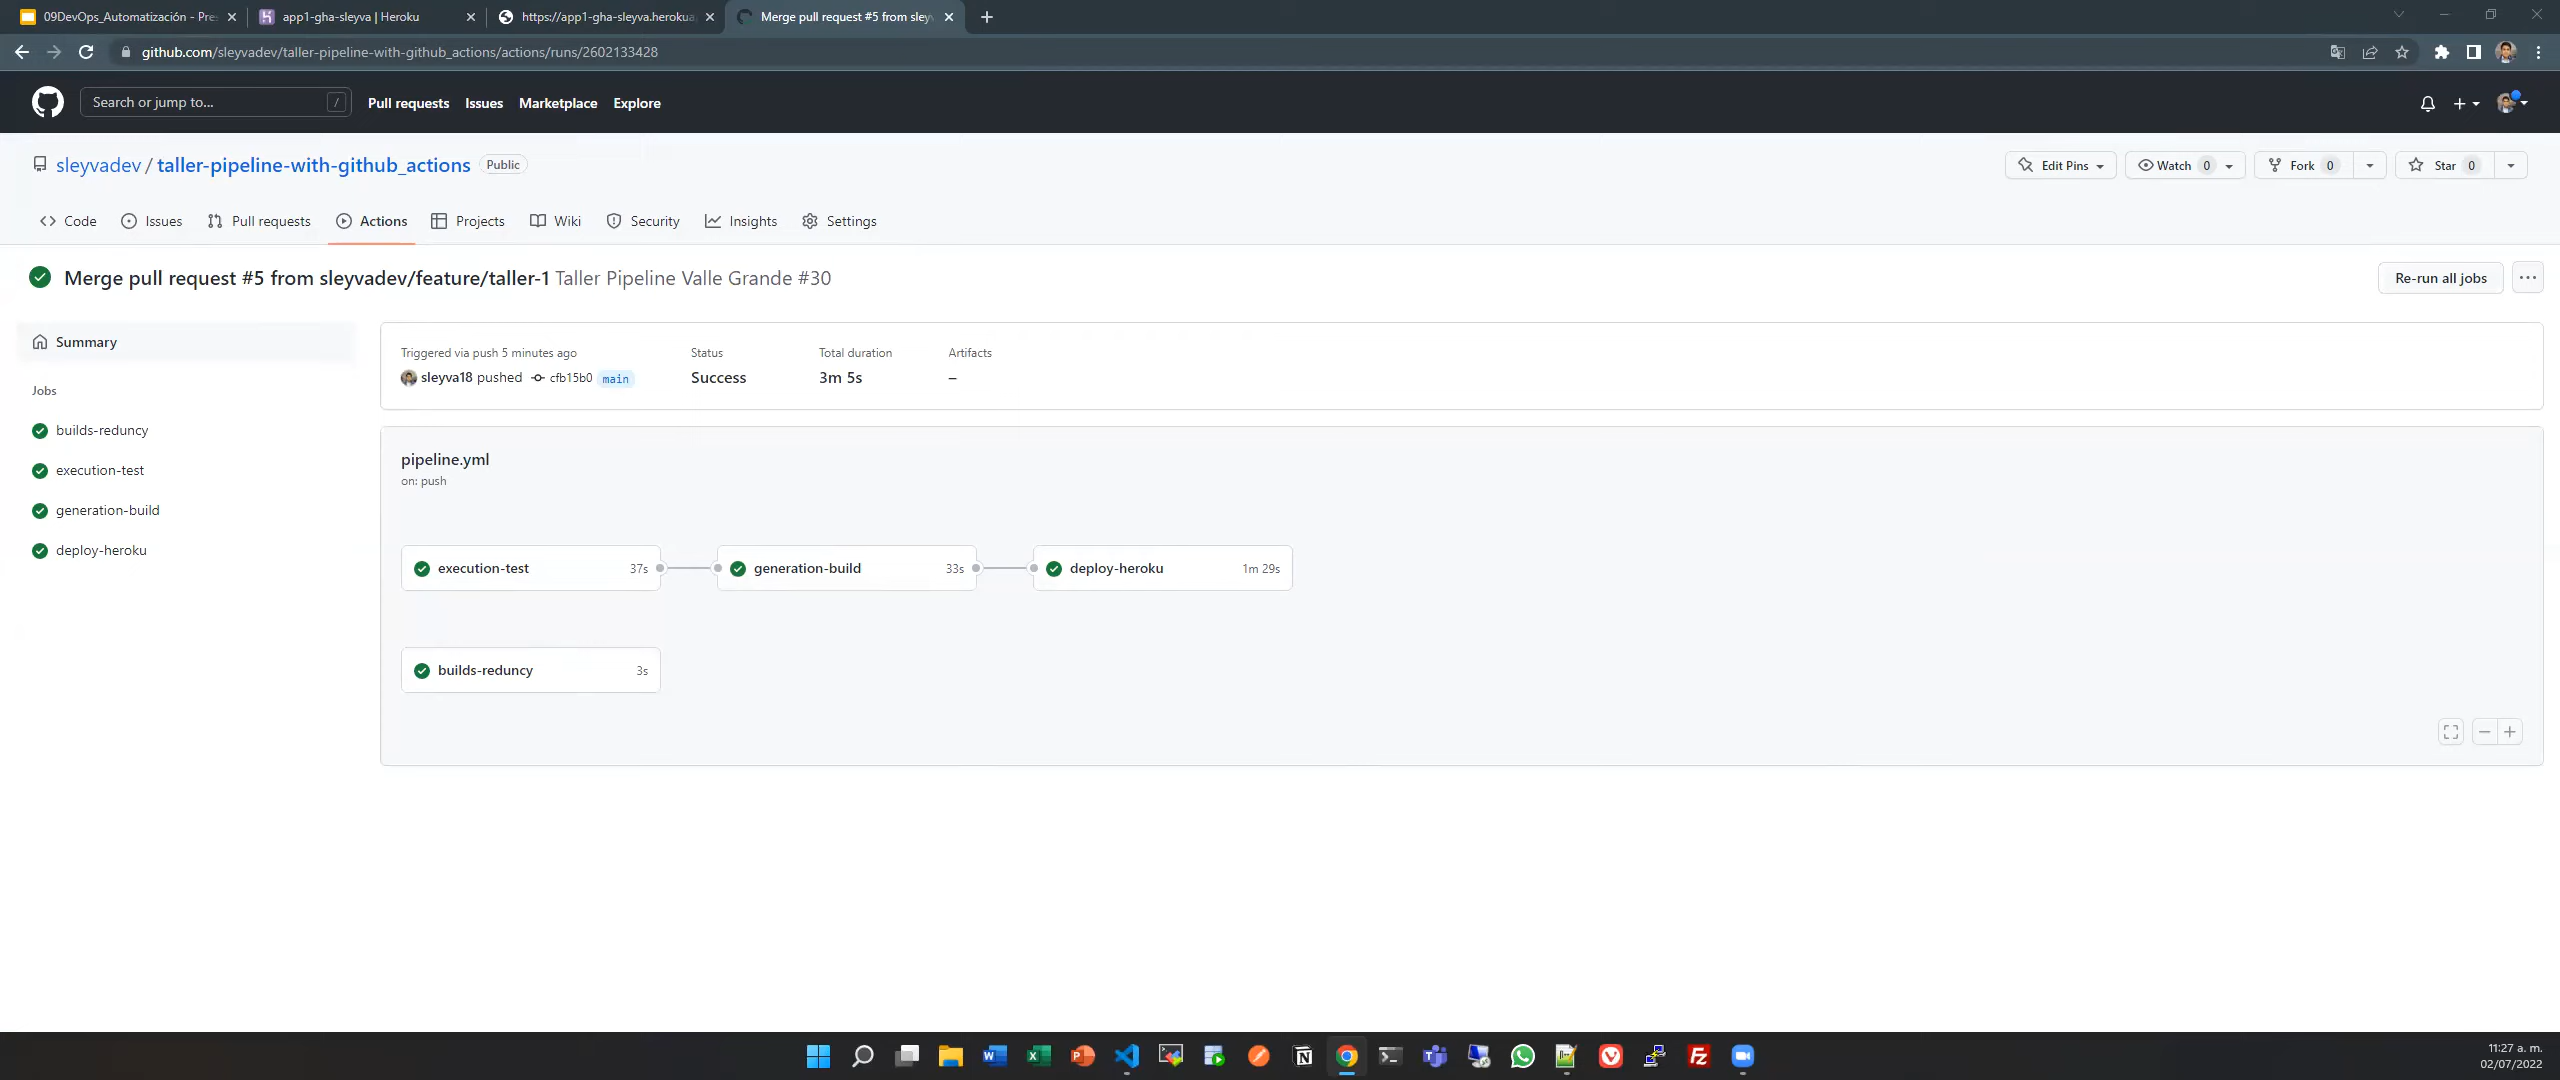 09DevOps_Automatización - Pre
app1-gha-sleyva | Heroku
https://app1-gha-sleyva.herokua
Merge pull request #5 from sley
github.com/sleyvadev/taller-pipeline-with-github_actions/actions/runs/2602133428
Search or jump to...
/
Pull requests
Issues
Marketplace
Explore
sleyvadev / taller-pipeline-with-github_actions Public
Edit Pins
Watch 0
Fork 0
Star 0
Code
Issues
Pull requests
Actions
Projects
Wiki
Security
Insights
Settings
Merge pull request #5 from sleyvadev/feature/taller-1 Taller Pipeline Valle Grande #30
Re-run all jobs
Summary
Jobs
builds-reduncy
execution-test
generation-build
deploy-heroku
Triggered via push 5 minutes ago
sleyva18 pushed cfb15b0 main
Status
Success
Total duration
3m 5s
Artifacts
–
pipeline.yml
on: push
execution-test 37s
generation-build 33s
deploy-heroku 1m 29s
builds-reduncy 3s
11:27 a. m.
02/07/2022